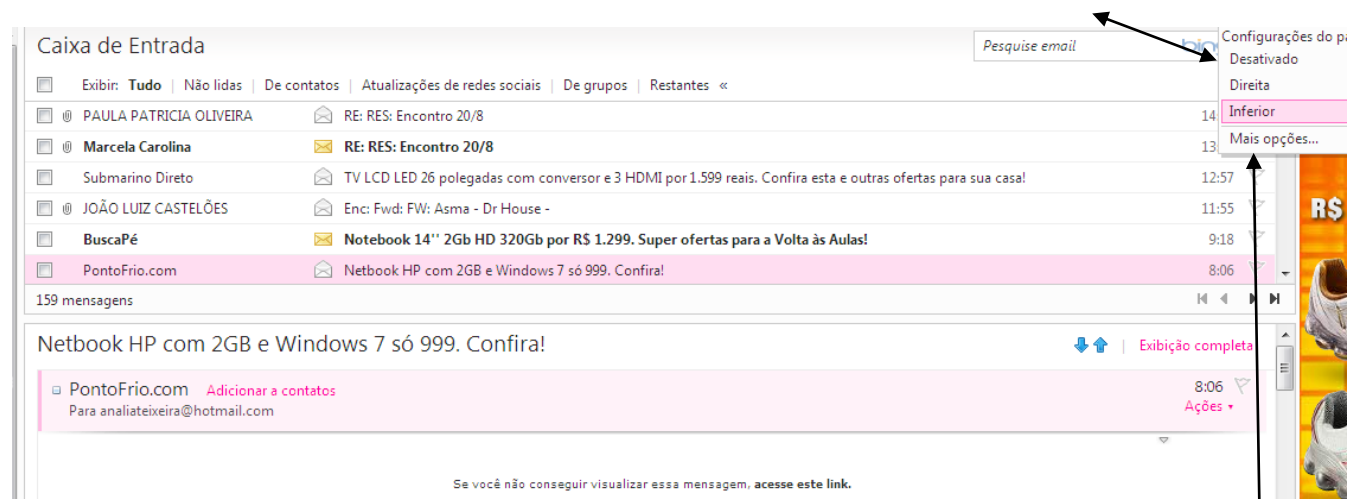 Caixa de Entrada
Pesquise email
Configurações do
Desativado
Direita
Inferior
Mais opções...
Exibir: Tudo | Não lidas | De contatos | Atualizações de redes sociais | De grupos | Restantes «
PAULA PATRICIA OLIVEIRA RE: RES: Encontro 20/8 14
Marcela Carolina RE: RES: Encontro 20/8 13
Submarino Direto TV LCD LED 26 polegadas com conversor e 3 HDMI por 1.599 reais. Confira esta e outras ofertas para sua casa! 12:57
JOÃO LUIZ CASTELÕES Enc: Fwd: FW: Asma - Dr House - 11:55
BuscaPé Notebook 14'' 2Gb HD 320Gb por R$ 1.299. Super ofertas para a Volta às Aulas! 9:18
PontoFrio.com Netbook HP com 2GB e Windows 7 só 999. Confira! 8:06
R$
159 mensagens
Netbook HP com 2GB e Windows 7 só 999. Confira!
| Exibição completa
PontoFrio.com Adicionar a contatos 8:06
Para analiateixeira@hotmail.com Ações
Se você não conseguir visualizar essa mensagem, acesse este link.